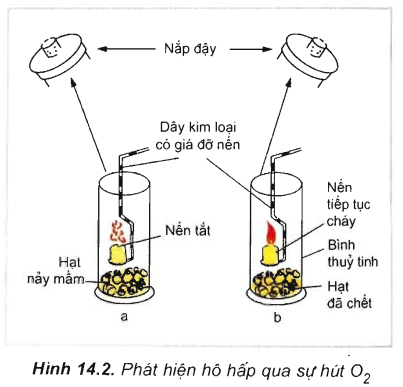 Nắp đậy
Dây kim loại
có giá đỡ nến
Nến
tiếp tục
cháy
Nến tắt
Bình
thuỷ tinh
Hạt
nảy mầm
Hạt
đã chết
a
b
Hình 14.2. Phát hiện hô hấp qua sự hút O₂